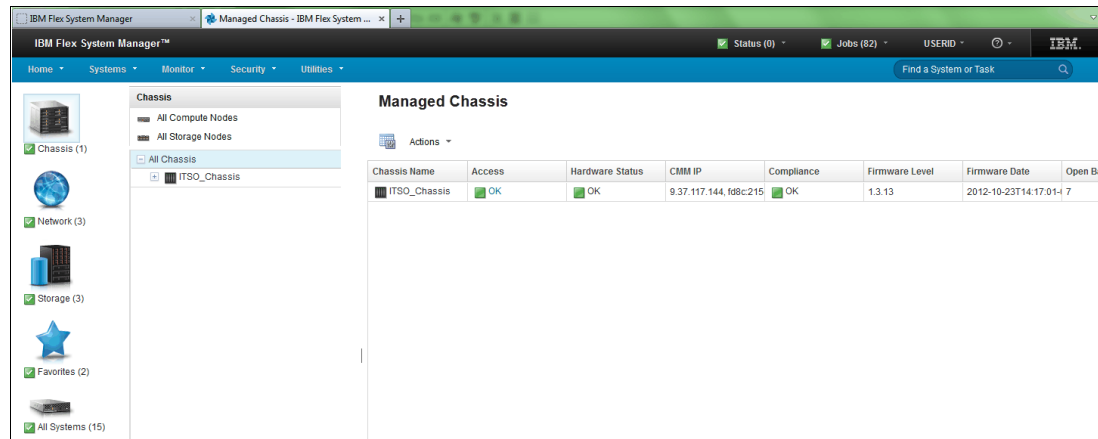 IBM Flex System Manager
Managed Chassis - IBM Flex System ...
IBM Flex System Manager™
Status (0)
Jobs (82)
USERID
IBM.
Home
Systems
Monitor
Security
Utilities
Find a System or Task
Chassis (1)
Network (3)
Storage (3)
Favorites (2)
All Systems (15)
Chassis
All Compute Nodes
All Storage Nodes
All Chassis
ITSO_Chassis
Managed Chassis
Actions
Chassis Name Access Hardware Status CMM IP Compliance Firmware Level Firmware Date Open
ITSO_Chassis OK OK 9.37.117.144, fd8c:215 OK 1.3.13 2012-10-23T14:17:01- 7